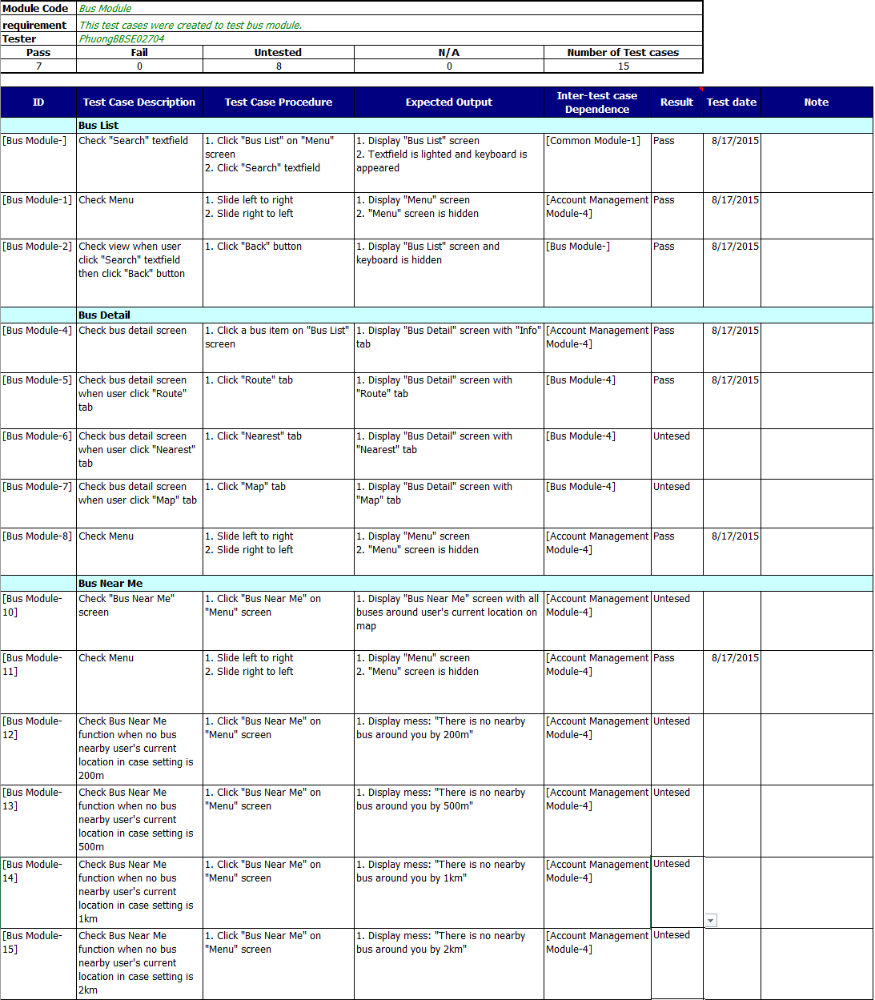 Module Code Bus Module
requirement This test cases were created to test bus module.
Tester PhuongBBSE02704
Pass Fail Untested N/A Number of Test cases
7 0 8 0 15
ID Test Case Description Test Case Procedure Expected Output Inter-test case Dependence Result Test date Note
Bus List
[Bus Module-] Check "Search" textfield 1. Click "Bus List" on "Menu" 1. Display "Bus List" screen [Common Module-1] Pass 8/17/2015
screen 2. Textfield is lighted and keyboard is
2. Click "Search" textfield appeared
[Bus Module-1] Check Menu 1. Slide left to right 1. Display "Menu" screen [Account Management Pass 8/17/2015
2. Slide right to left 2. "Menu" screen is hidden Module-4]
[Bus Module-2] Check view when user 1. Click "Back" button 1. Display "Bus List" screen and [Bus Module-] Pass 8/17/2015
click "Search" textfield keyboard is hidden
then click "Back" button
Bus Detail
[Bus Module-4] Check bus detail screen 1. Click a bus item on "Bus List" 1. Display "Bus Detail" screen with "Info" [Account Management Pass 8/17/2015
screen tab Module-4]
[Bus Module-5] Check bus detail screen 1. Click "Route" tab 1. Display "Bus Detail" screen with [Bus Module-4] Pass 8/17/2015
when user click "Route" "Route" tab
tab
[Bus Module-6] Check bus detail screen 1. Click "Nearest" tab 1. Display "Bus Detail" screen with [Bus Module-4] Untesed
when user click "Nearest" "Nearest" tab
tab
[Bus Module-7] Check bus detail screen 1. Click "Map" tab 1. Display "Bus Detail" screen with [Bus Module-4] Untesed
when user click "Map" tab "Map" tab
[Bus Module-8] Check Menu 1. Slide left to right 1. Display "Menu" screen [Account Management Pass 8/17/2015
2. Slide right to left 2. "Menu" screen is hidden Module-4]
Bus Near Me
[Bus Module- Check "Bus Near Me" 1. Click "Bus Near Me" on 1. Display "Bus Near Me" screen with all [Account Management Untesed
10] screen "Menu" screen buses around user's current location on Module-4]
map
[Bus Module- Check Menu 1. Slide left to right 1. Display "Menu" screen [Account Management Pass 8/17/2015
11] 2. Slide right to left 2. "Menu" screen is hidden Module-4]
[Bus Module- Check Bus Near Me 1. Click "Bus Near Me" on 1. Display mess: "There is no nearby [Account Management Untesed
12] function when no bus "Menu" screen bus around you by 200m" Module-4]
nearby user's current
location in case setting is
200m
[Bus Module- Check Bus Near Me 1. Click "Bus Near Me" on 1. Display mess: "There is no nearby [Account Management Untesed
13] function when no bus "Menu" screen bus around you by 500m" Module-4]
nearby user's current
location in case setting is
500m
[Bus Module- Check Bus Near Me 1. Click "Bus Near Me" on 1. Display mess: "There is no nearby [Account Management Untesed
14] function when no bus "Menu" screen bus around you by 1km" Module-4]
nearby user's current
location in case setting is
1km
[Bus Module- Check Bus Near Me 1. Click "Bus Near Me" on 1. Display mess: "There is no nearby [Account Management Untesed
15] function when no bus "Menu" screen bus around you by 2km" Module-4]
nearby user's current
location in case setting is
2km